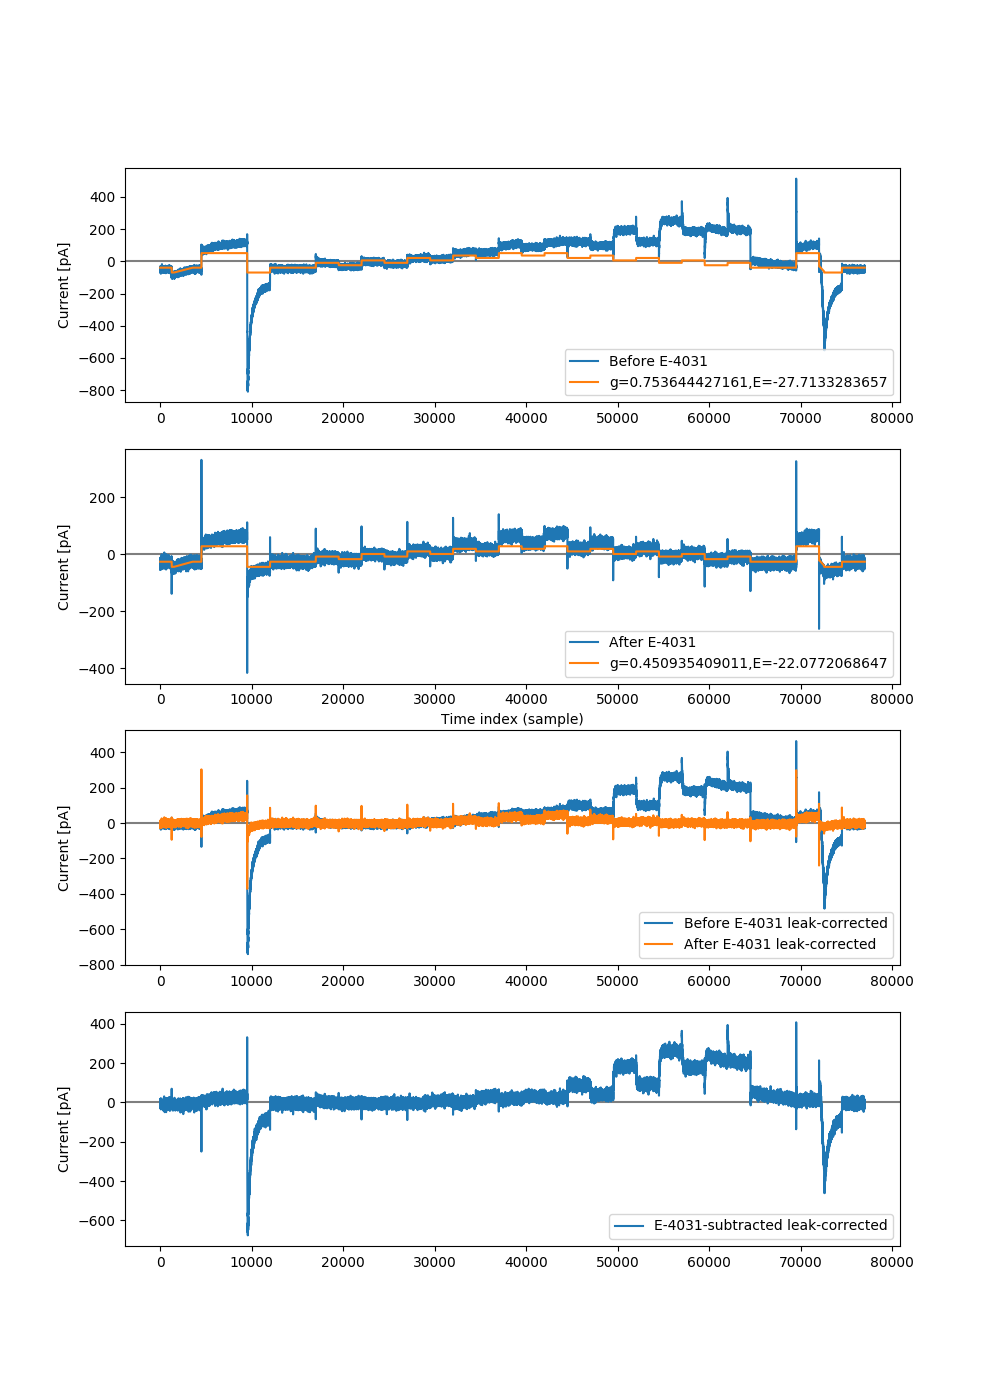 400
200
0
−200
−400
−600
−800
Current [pA]
Before E-4031
g=0.753644427161,E=-27.7133283657
0 10000 20000 30000 40000 50000 60000 70000 80000
200
0
−200
−400
Current [pA]
After E-4031
g=0.450935409011,E=-22.0772068647
0 10000 20000 30000 40000 50000 60000 70000 80000
Time index (sample)
400
200
0
−200
−400
−600
−800
Current [pA]
Before E-4031 leak-corrected
After E-4031 leak-corrected
0 10000 20000 30000 40000 50000 60000 70000 80000
400
200
0
−200
−400
−600
Current [pA]
E-4031-subtracted leak-corrected
0 10000 20000 30000 40000 50000 60000 70000 80000